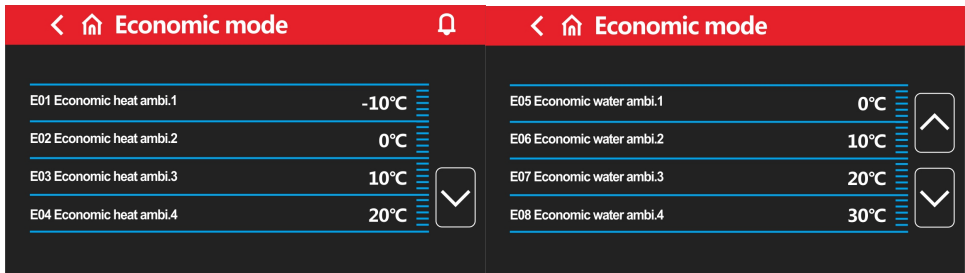 Economic mode
E01 Economic heat ambi.1 -10℃
E02 Economic heat ambi.2 0℃
E03 Economic heat ambi.3 10℃
E04 Economic heat ambi.4 20℃
Economic mode
E05 Economic water ambi.1 0℃
E06 Economic water ambi.2 10℃
E07 Economic water ambi.3 20℃
E08 Economic water ambi.4 30℃